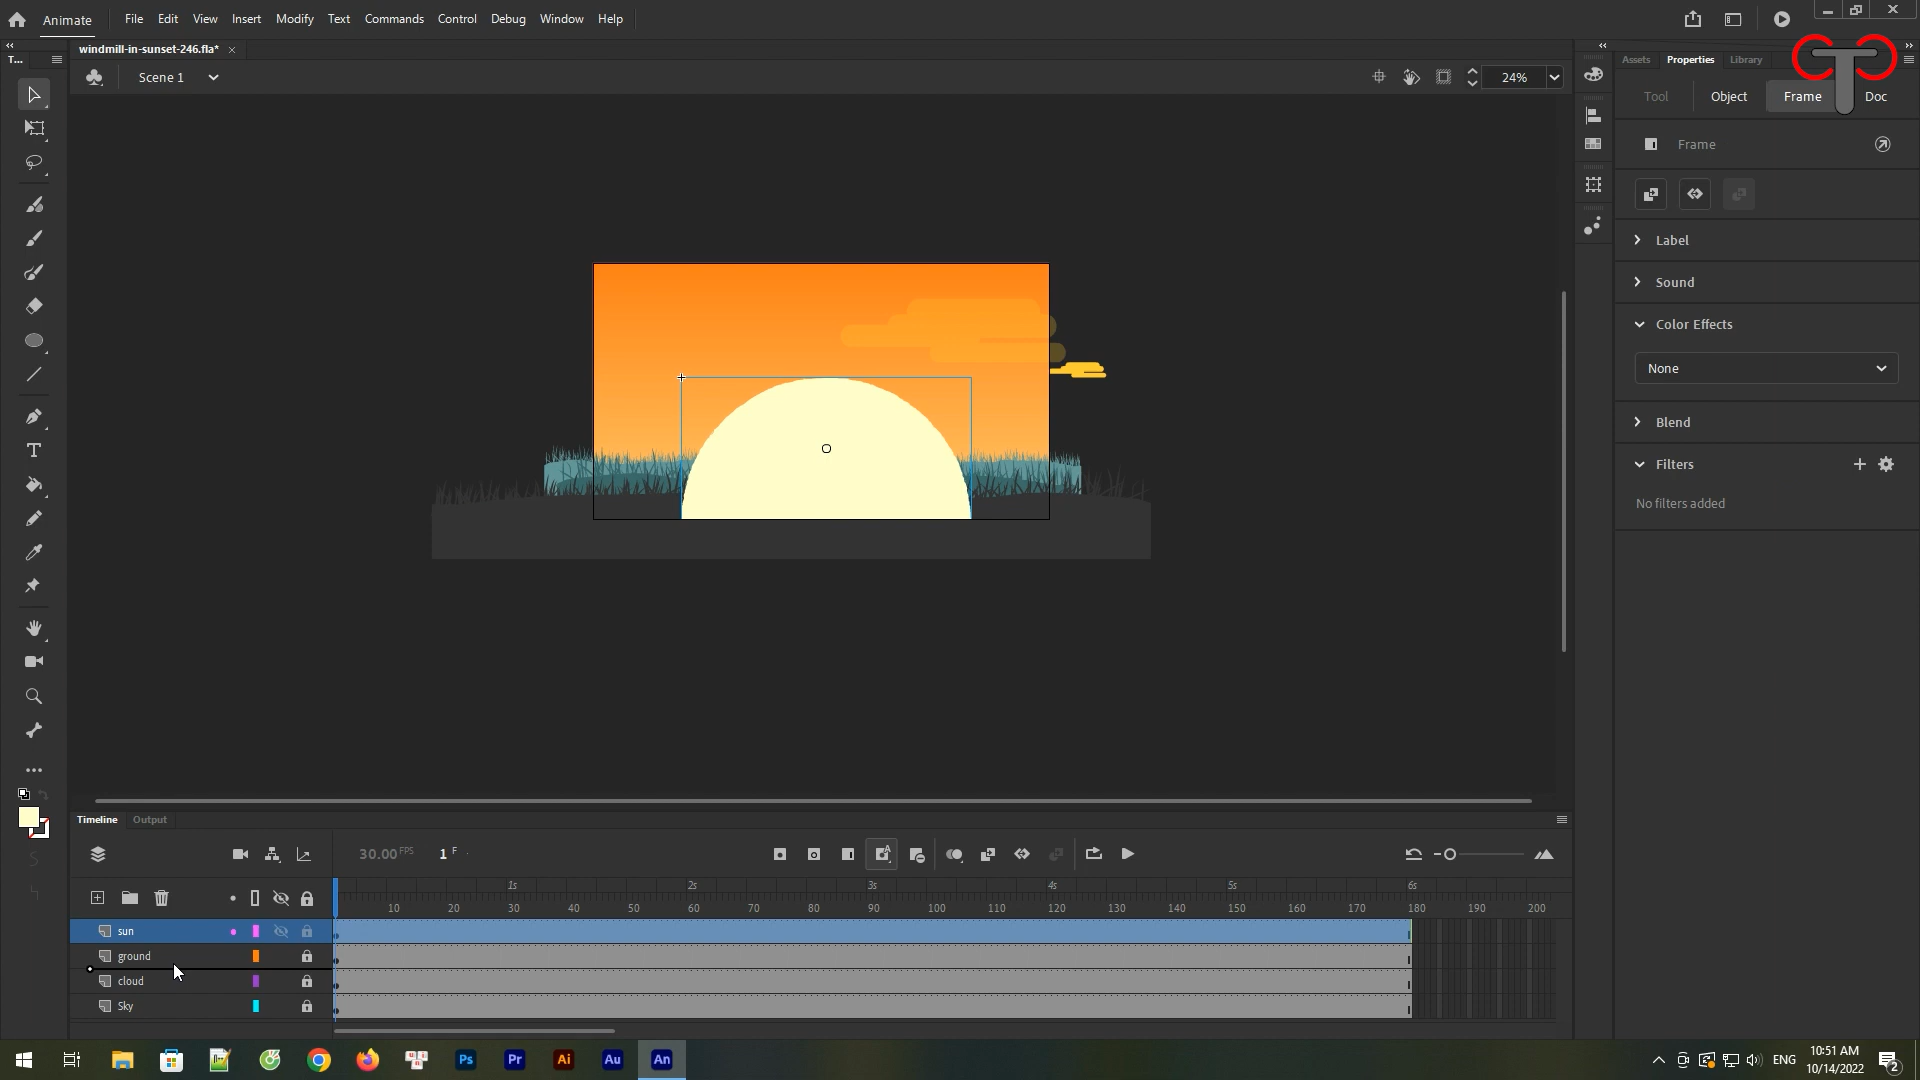 Animate File Edit View Insert Modify Text Commands Control Debug Window Help
T... windmill-in-sunset-246.fla*
Assets Properties Library
Scene 1 24%
Tool Object Frame Doc
Frame
Label
Sound
Color Effects
None
Blend
Filters
No filters added
Timeline Output
30.00 FPS 1 F
1s 2s 3s 4s 5s 6s
10 20 30 40 50 60 70 80 90 100 110 120 130 140 150 160 170 180 190 200
sun
ground
cloud
Sky
Ps Pr Ai Au An
ENG
10:51 AM
10/14/2022
2